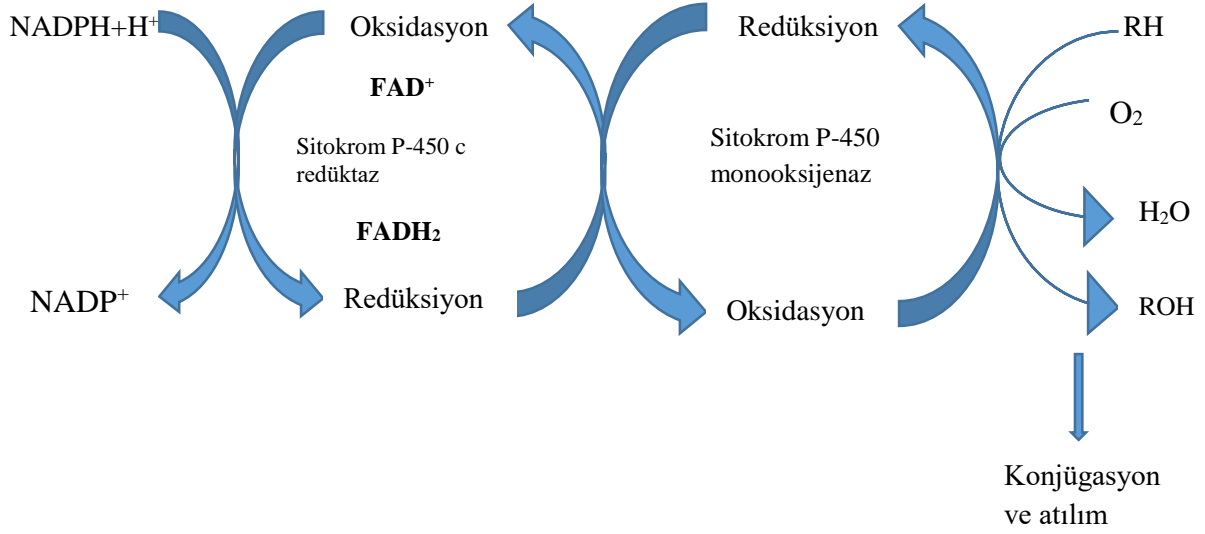 NADPH+H⁺
Oksidasyon
Redüksiyon
RH
FAD⁺
O₂
Sitokrom P-450 c
redüktaz
Sitokrom P-450
monooksijenaz
H₂O
FADH₂
NADP⁺
Redüksiyon
Oksidasyon
ROH
Konjügasyon
ve atılım